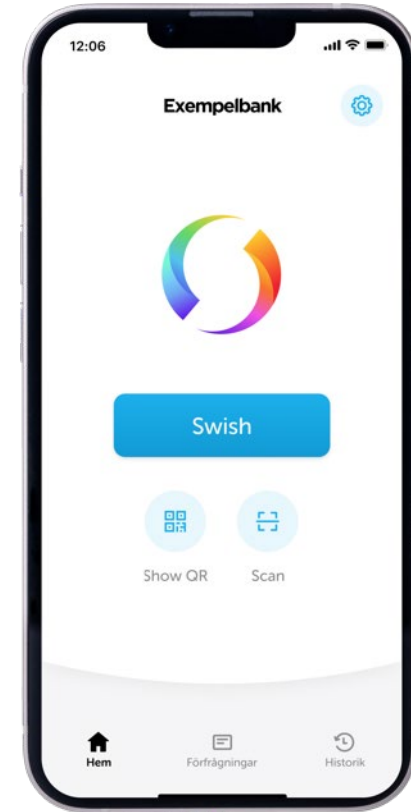 12:06
Exempelbank
Swish
Show QR
Scan
Hem
Förfrågningar
Historik